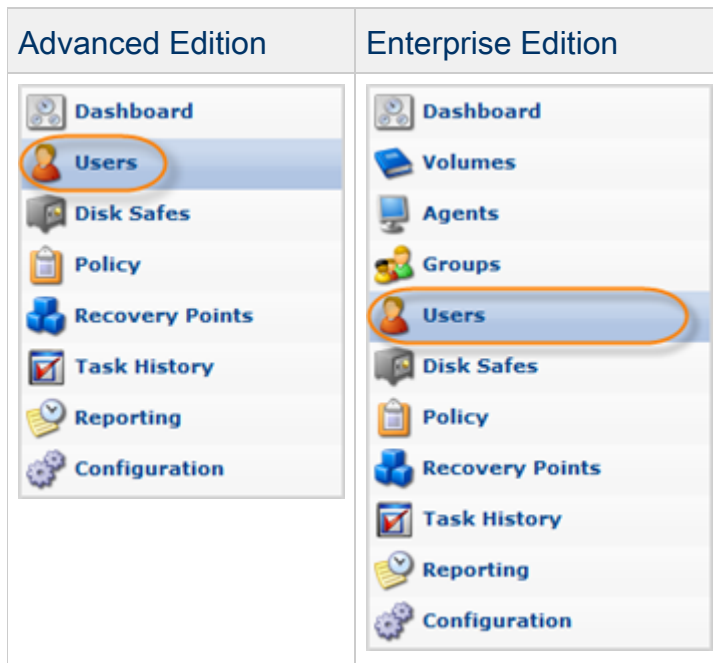 Advanced Edition
Enterprise Edition
Dashboard
Users
Disk Safes
Policy
Recovery Points
Task History
Reporting
Configuration
Dashboard
Volumes
Agents
Groups
Users
Disk Safes
Policy
Recovery Points
Task History
Reporting
Configuration